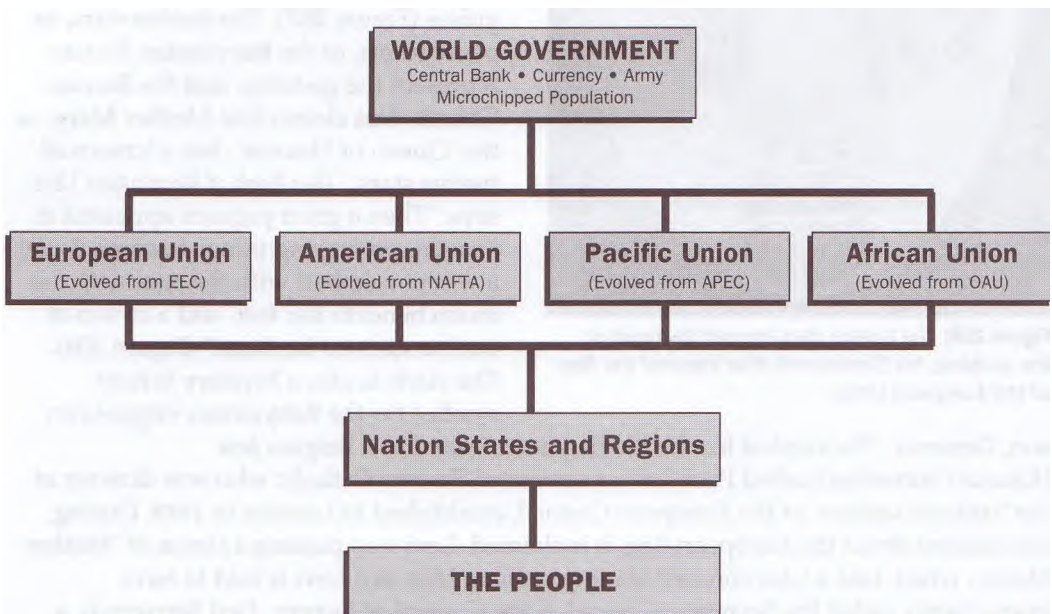 WORLD GOVERNMENT
Central Bank • Currency • Army
Microchipped Population
European Union
(Evolved from EEC)
American Union
(Evolved from NAFTA)
Pacific Union
(Evolved from APEC)
African Union
(Evolved from OAU)
Nation States and Regions
THE PEOPLE